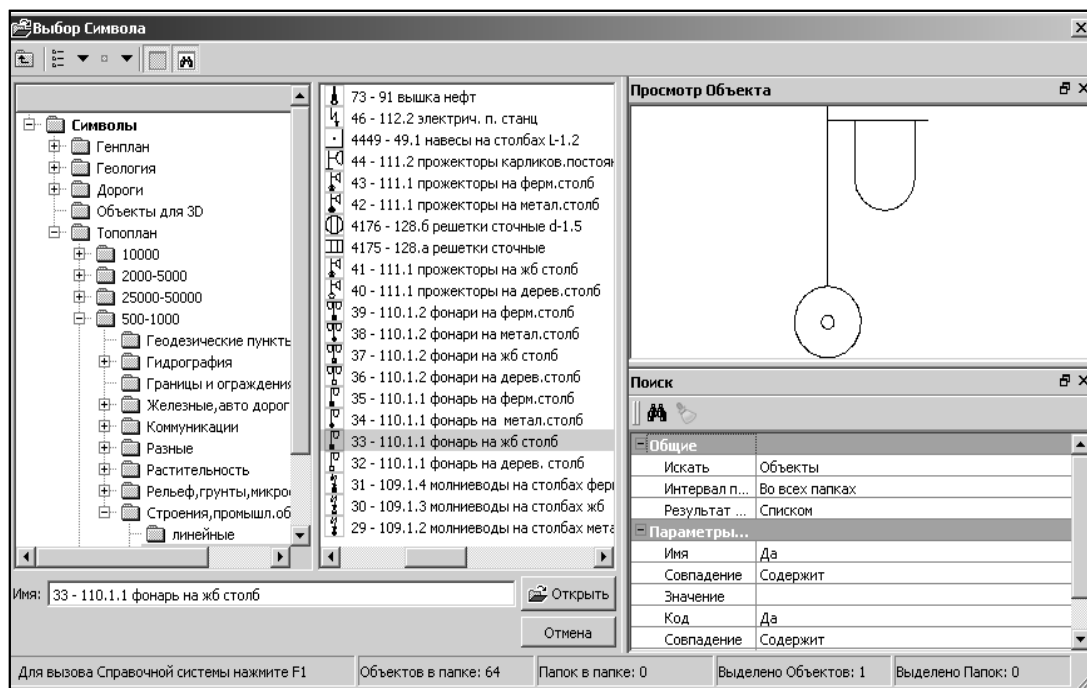 Выбор Символа
Символы
Генплан
Геология
Дороги
Объекты для 3D
Топоплан
10000
2000-5000
25000-50000
500-1000
Геодезические пункты
Гидрография
Границы и ограждения
Железные,авто дорог
Коммуникации
Разные
Растительность
Рельеф,грунты,микро
Строения,промышл.об
линейные
73 - 91 вышка нефт
46 - 112.2 электрич. п. станц
4449 - 49.1 навесы на столбах L-1.2
44 - 111.2 прожекторы карликов.постоян
43 - 111.1 прожекторы на ферм.столб
42 - 111.1 прожекторы на метал.столб
4176 - 128.б решетки сточные d-1.5
4175 - 128.а решетки сточные
41 - 111.1 прожекторы на жб столб
40 - 111.1 прожекторы на дерев.столб
39 - 110.1.2 фонари на ферм.столб
38 - 110.1.2 фонари на метал.столб
37 - 110.1.2 фонари на жб столб
36 - 110.1.2 фонари на дерев.столб
35 - 110.1.1 фонарь на ферм.столб
34 - 110.1.1 фонарь на  метал.столб
33 - 110.1.1 фонарь на жб столб
32 - 110.1.1 фонарь на дерев. столб
31 - 109.1.4 молниеводы на столбах ферм
30 - 109.1.3 молниеводы на столбах жб
29 - 109.1.2 молниеводы на столбах мета
Просмотр Объекта
Поиск
Общие
Искать Объекты
Интервал п... Во всех папках
Результат ... Списком
Параметры...
Имя Да
Совпадение Содержит
Значение
Код Да
Совпадение Содержит
Имя: 33 - 110.1.1 фонарь на жб столб
Открыть
Отмена
Для вызова Справочной системы нажмите F1 Объектов в папке: 64 Папок в папке: 0 Выделено Объектов: 1 Выделено Папок: 0